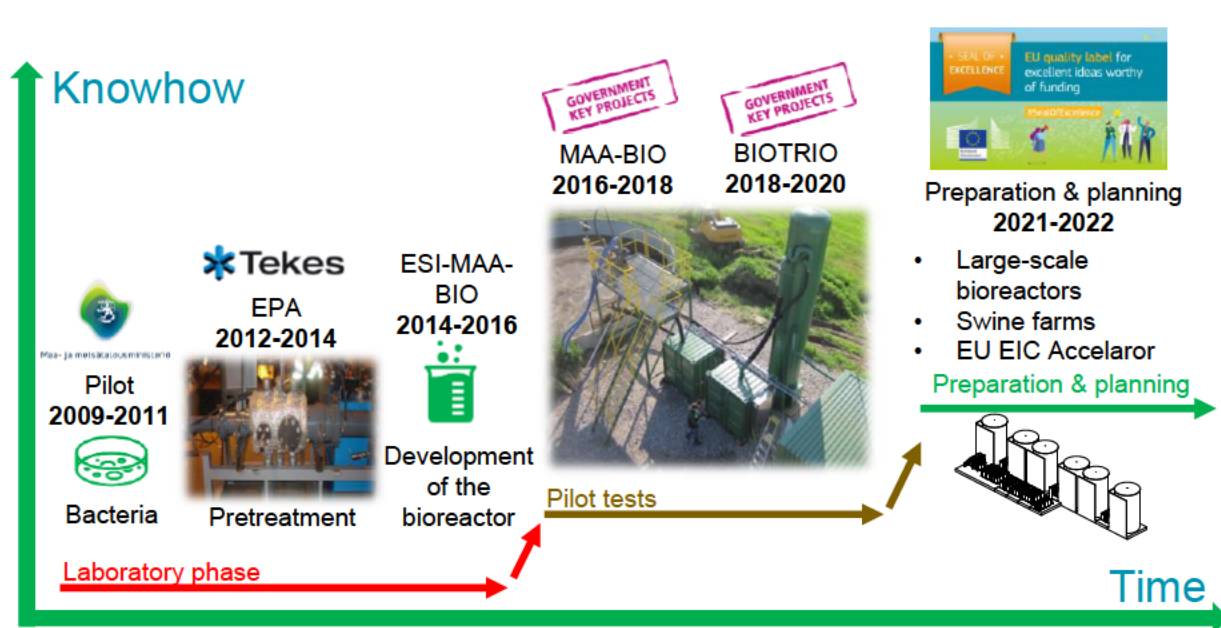 Knowhow
Maa- ja metsätalousministeriö
Pilot
2009-2011
Bacteria
Tekes
EPA
2012-2014
Pretreatment
ESI-MAA-
BIO
2014-2016
Development
of the
bioreactor
Laboratory phase
GOVERNMENT
KEY PROJECTS
MAA-BIO
2016-2018
GOVERNMENT
KEY PROJECTS
BIOTRIO
2018-2020
Pilot tests
SEAL OF
EXCELLENCE
EU quality label for
excellent ideas worthy
of funding
#SealOfExcellence
Preparation & planning
2021-2022
• Large-scale
bioreactors
• Swine farms
• EU EIC Accelaror
Preparation & planning
Time